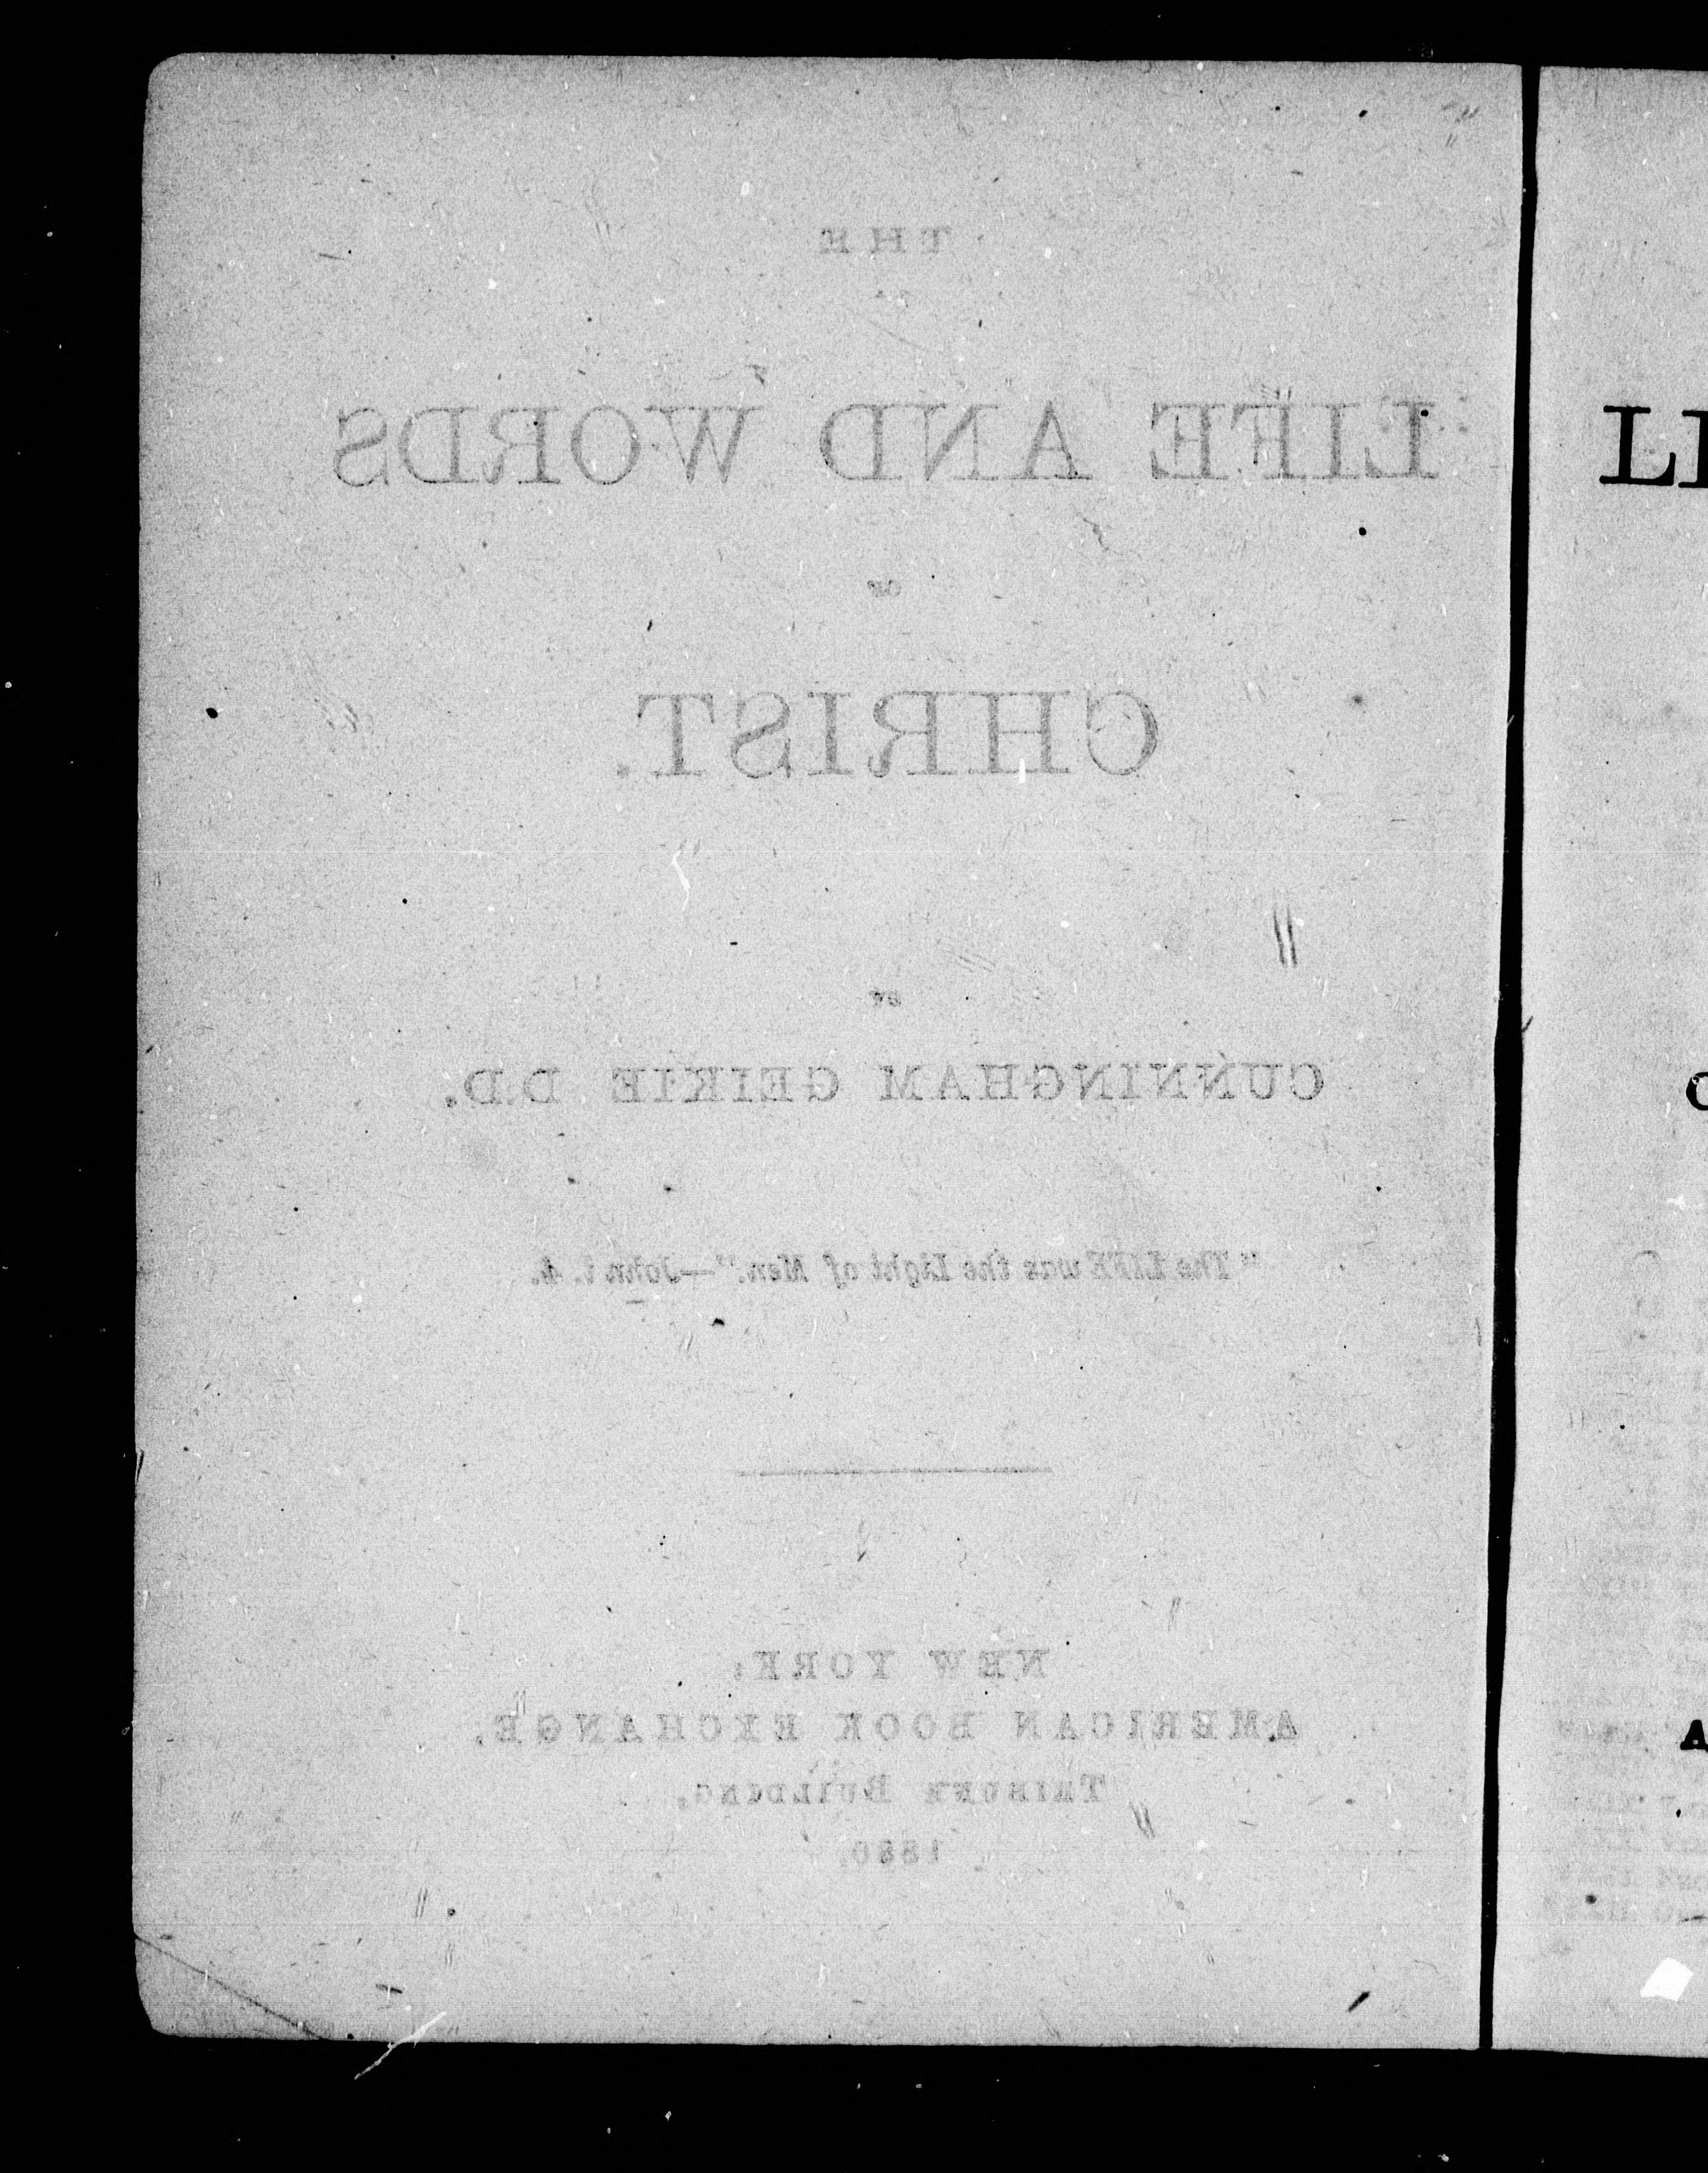 THE
LIFE AND WORDS
OF
CHRIST.
BY
CUNNINGHAM GEIKIE D.D.
"The LIFE was the Light of Men."—John i. 4.
NEW YORK:
AMERICAN BOOK EXCHANGE,
TRIBUNE BUILDING,
1880.
LI
C
A